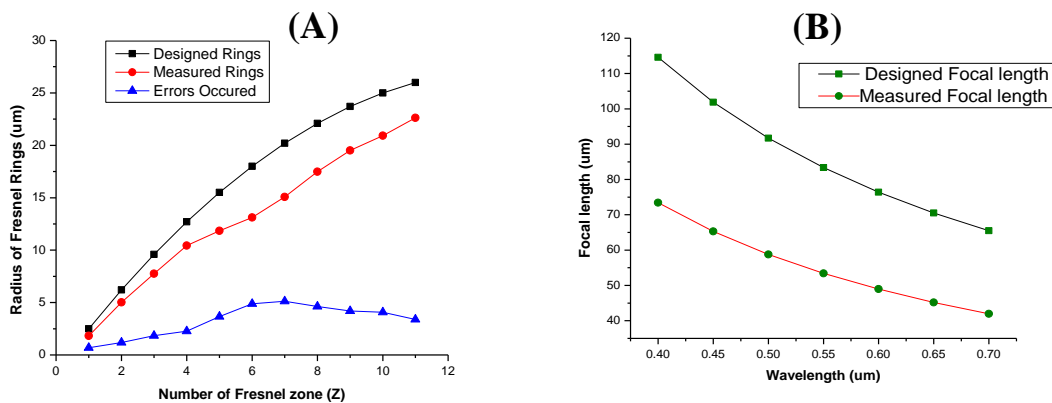 (A)
Designed Rings
Measured Rings
Errors Occured
Radius of Fresnel Rings (um)
30
25
20
15
10
5
0
0 2 4 6 8 10 12
Number of Fresnel zone (Z)
(B)
Designed Focal length
Measured Focal length
Focal length (um)
120
110
100
90
80
70
60
50
40
0.40 0.45 0.50 0.55 0.60 0.65 0.70
Wavelength (um)